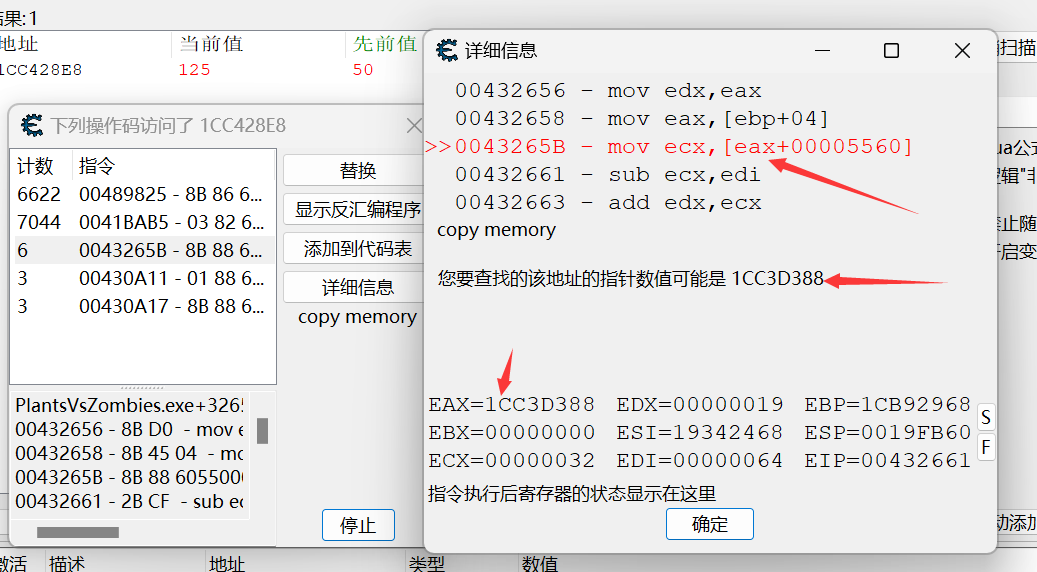 结果:1
地址 当前值 先前值
1CC428E8 125 50
下列操作码访问了 1CC428E8
计数 指令
6622 00489825 - 8B 86 6...
7044 0041BAB5 - 03 82 6...
6 0043265B - 8B 88 6...
3 00430A11 - 01 88 6...
3 00430A17 - 8B 88 6...
替换
显示反汇编程序
添加到代码表
详细信息
copy memory
PlantsVsZombies.exe+3265
00432656 - 8B D0 - mov e
00432658 - 8B 45 04 - mo
0043265B - 8B 88 6055000
00432661 - 2B CF - sub ec
停止
详细信息
00432656 - mov edx,eax
00432658 - mov eax,[ebp+04]
>>0043265B - mov ecx,[eax+00005560]
00432661 - sub ecx,edi
00432663 - add edx,ecx
copy memory
您要查找的该地址的指针数值可能是 1CC3D388
EAX=1CC3D388 EDX=00000019 EBP=1CB92968
EBX=00000000 ESI=19342468 ESP=0019FB60
ECX=00000032 EDI=00000064 EIP=00432661
S
F
指令执行后寄存器的状态显示在这里
确定
扫描
ua公式
逻辑"非
禁止随
开启变
动添加
激活 描述 地址 类型 数值